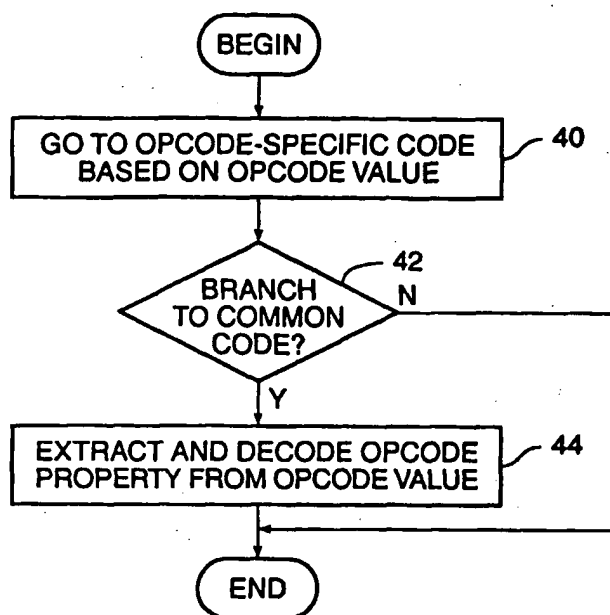 BEGIN
GO TO OPCODE-SPECIFIC CODE
BASED ON OPCODE VALUE
40
42
BRANCH
TO COMMON
CODE?
N
Y
EXTRACT AND DECODE OPCODE
PROPERTY FROM OPCODE VALUE
44
END